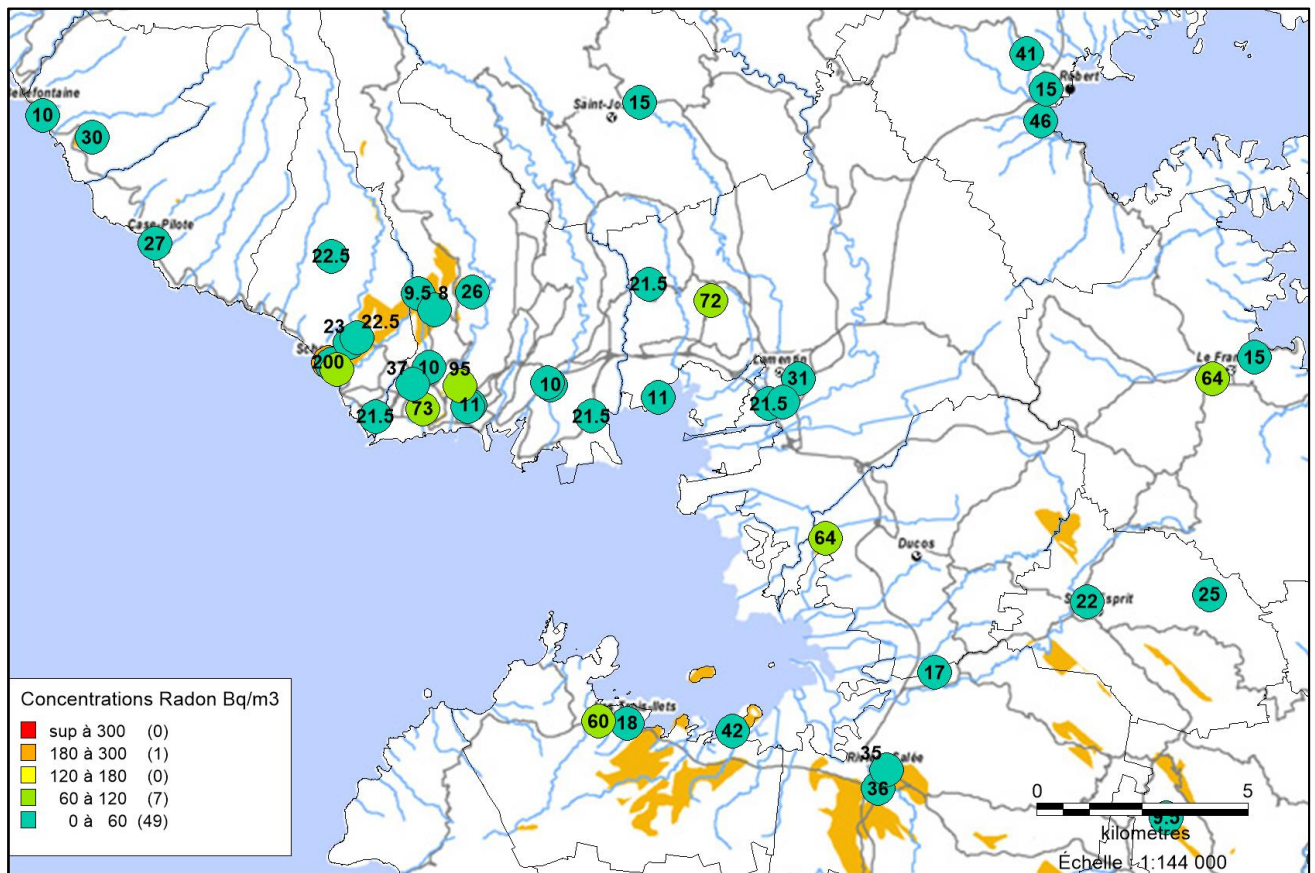 41
Robert
15
46
Saint-Jo
15
10
30
Case-Pilote
27
22.5
9.5
8
26
21.5
72
23
22.5
200
37
10
95
21.5
73
11
10
21.5
11
31
21.5
Le Fran
15
64
64
Ducos
22
Esprit
25
17
60
18
42
35
36
9.5
Concentrations Radon Bq/m3
sup à 300 (0)
180 à 300 (1)
120 à 180 (0)
60 à 120 (7)
0 à 60 (49)
0 5
kilomètres
Échelle : 1:144 000